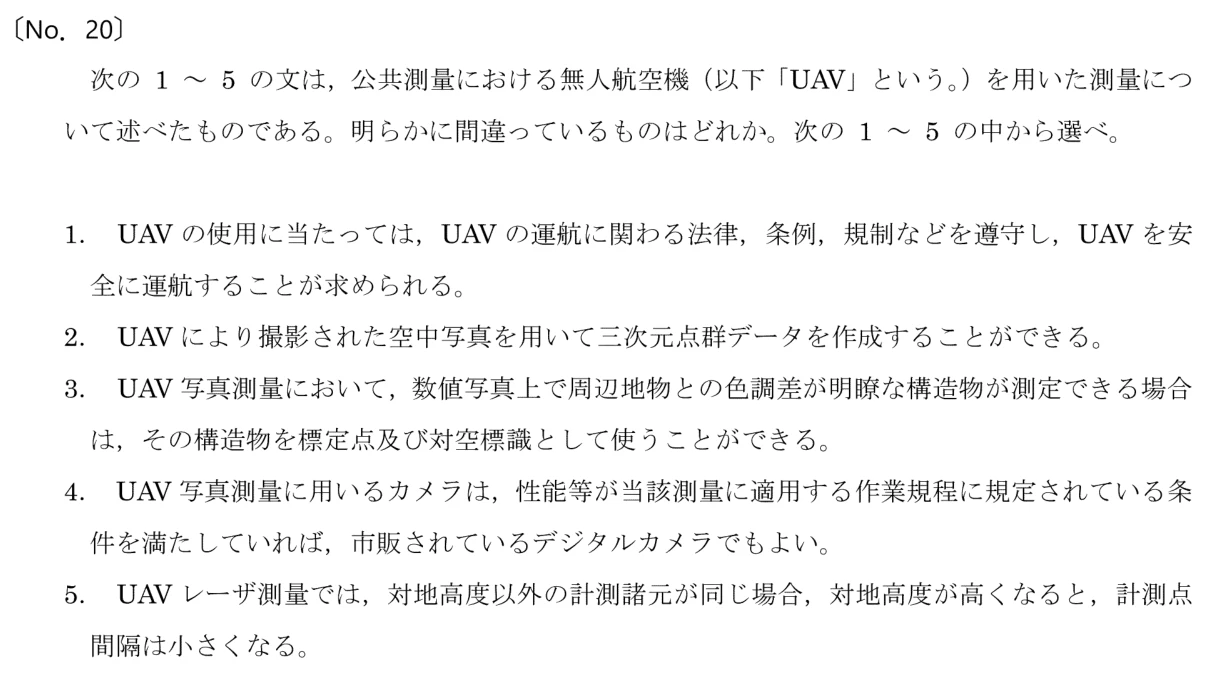 〔No．20〕
次の 1 ～ 5 の文は，公共測量における無人航空機（以下「UAV」という。）を用いた測量につ
いて述べたものである。明らかに間違っているものはどれか。次の 1 ～ 5 の中から選べ。
1． UAV の使用に当たっては，UAV の運航に関わる法律，条例，規制などを遵守し，UAV を安
全に運航することが求められる。
2． UAV により撮影された空中写真を用いて三次元点群データを作成することができる。
3． UAV 写真測量において，数値写真上で周辺地物との色調差が明瞭な構造物が測定できる場合
は，その構造物を標定点及び対空標識として使うことができる。
4． UAV 写真測量に用いるカメラは，性能等が当該測量に適用する作業規程に規定されている条
件を満たしていれば，市販されているデジタルカメラでもよい。
5． UAV レーザ測量では，対地高度以外の計測諸元が同じ場合，対地高度が高くなると，計測点
間隔は小さくなる。